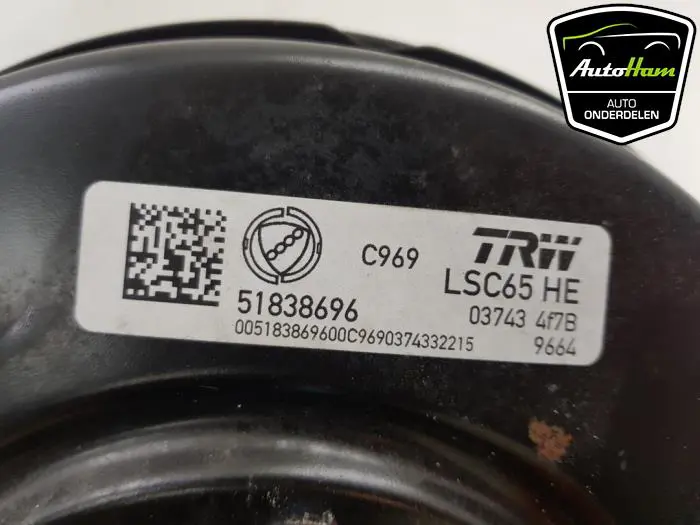 AutoHam
AUTO
ONDERDELEN
C969
TRW
LSC65 HE
51838696
03743 4f7B
005183869600C9690374332215
9664